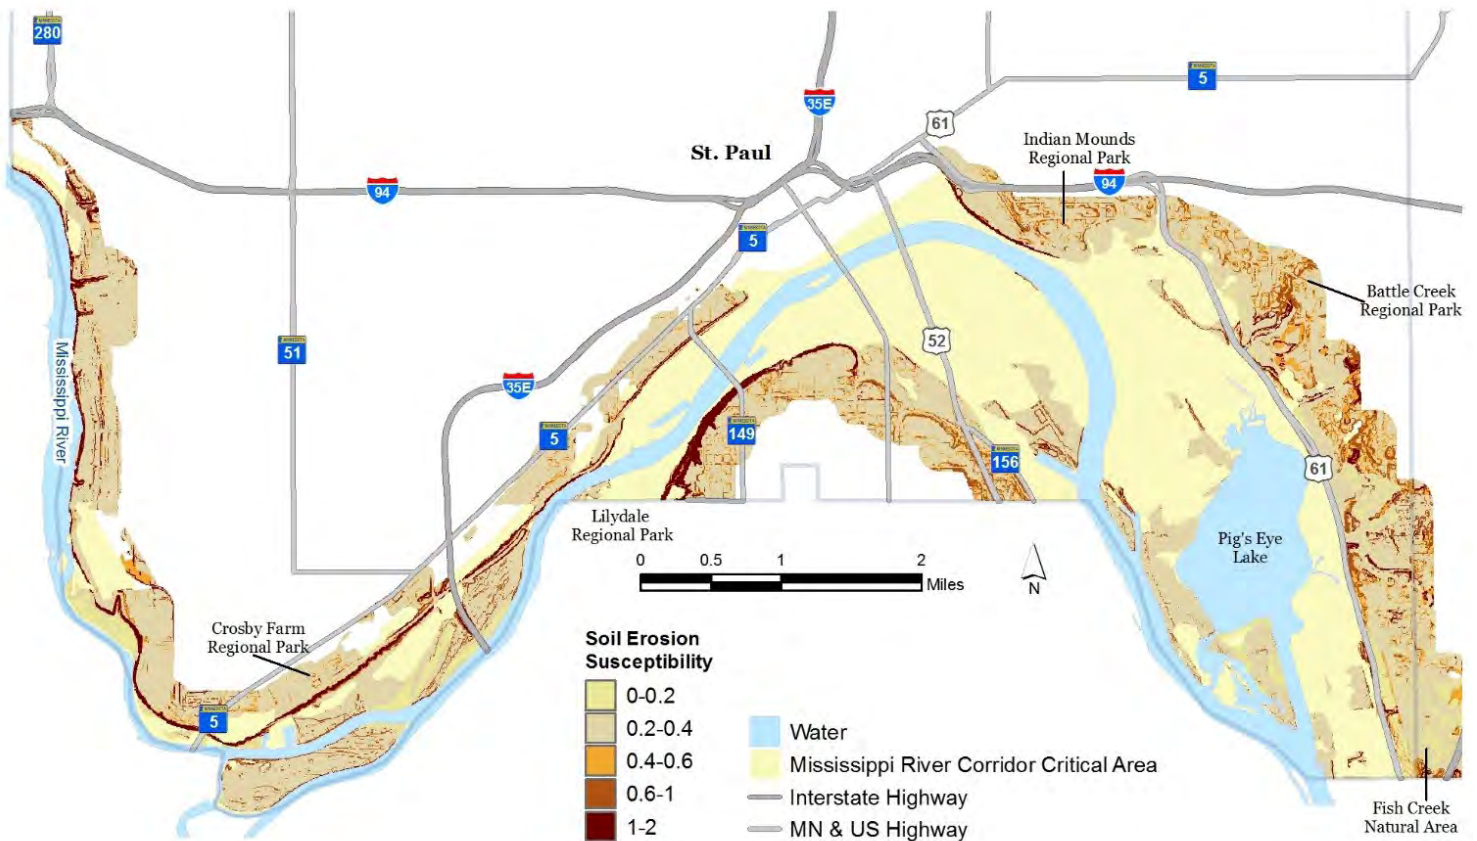 280
35E
5
61
St. Paul
Indian Mounds
Regional Park
94
94
5
Battle Creek
Regional Park
Mississippi River
51
52
35E
5
149
156
61
Lilydale
Regional Park
Pig's Eye
Lake
0 0.5 1 2
Miles
N
Crosby Farm
Regional Park
5
Soil Erosion
Susceptibility
0-0.2
0.2-0.4
0.4-0.6
0.6-1
1-2
Water
Mississippi River Corridor Critical Area
Interstate Highway
MN & US Highway
Fish Creek
Natural Area